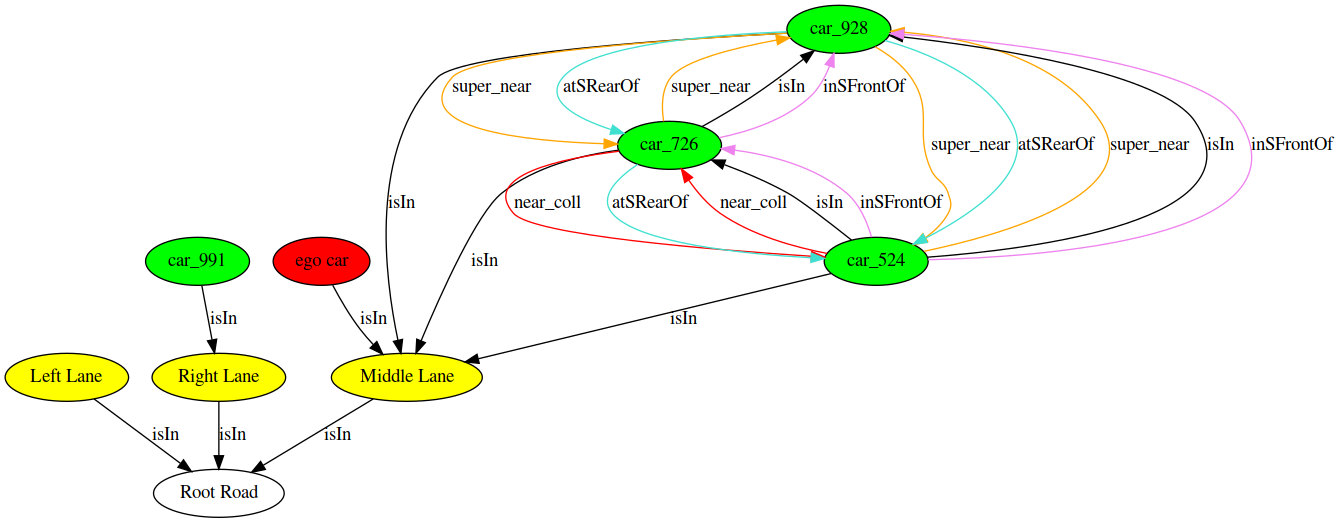 car_928
super_near
atSRearOf
super_near
isIn
inSFrontOf
car_726
super_near
atSRearOf
super_near
isIn
inSFrontOf
isIn
near_coll
atSRearOf
near_coll
isIn
inSFrontOf
car_991
ego car
isIn
car_524
isIn
isIn
isIn
Left Lane
Right Lane
Middle Lane
isIn
isIn
isIn
Root Road